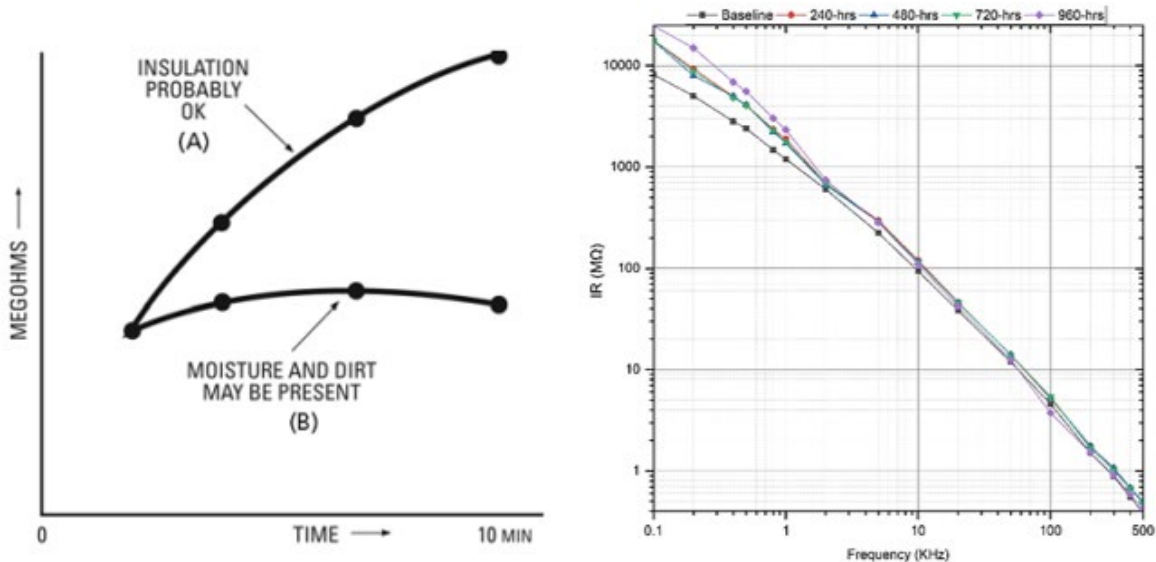 INSULATION
PROBABLY
OK
(A)
MEGOHMS
MOISTURE AND DIRT
MAY BE PRESENT
(B)
0
TIME
10 MIN
Baseline 240-hrs 480-hrs 720-hrs 960-hrs
IR (MΩ)
10000
1000
100
10
1
0.1 1 10 100 500
Frequency (KHz)